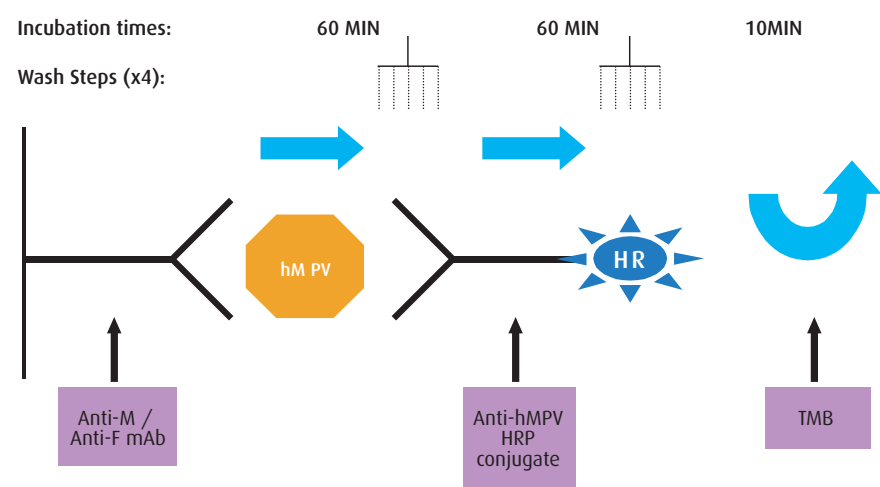 Incubation times: 60 MIN 60 MIN 10MIN
Wash Steps (x4):
hM PV
HR
Anti-M /
Anti-F mAb
Anti-hMPV
HRP
conjugate
TMB